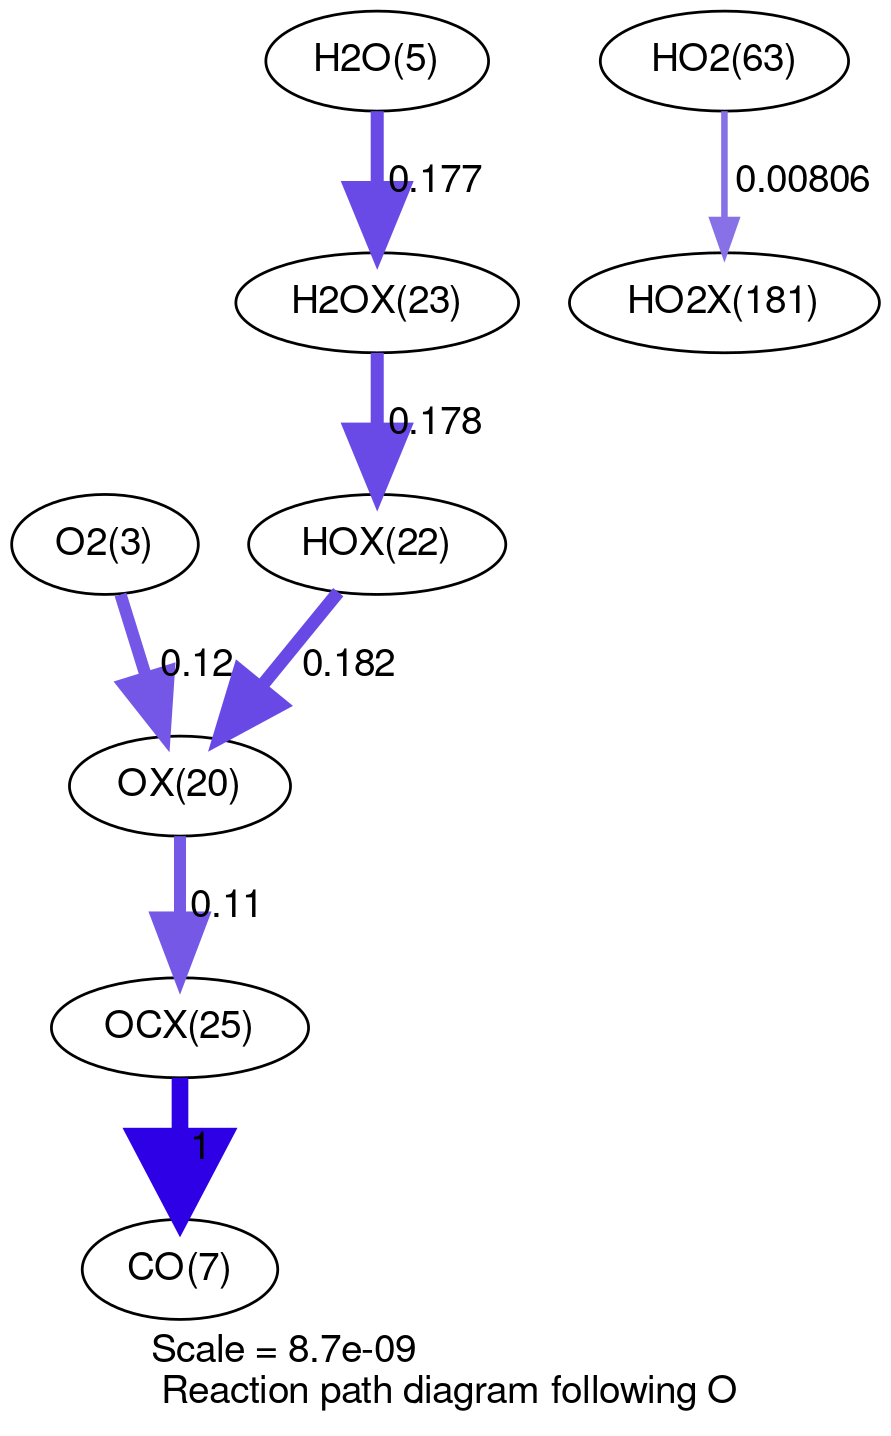 H2O(5)
HO2(63)
0.177
0.00806
H2OX(23)
HO2X(181)
0.178
O2(3)
HOX(22)
0.12
0.182
OX(20)
0.11
OCX(25)
1
CO(7)
Scale = 8.7e-09
Reaction path diagram following O